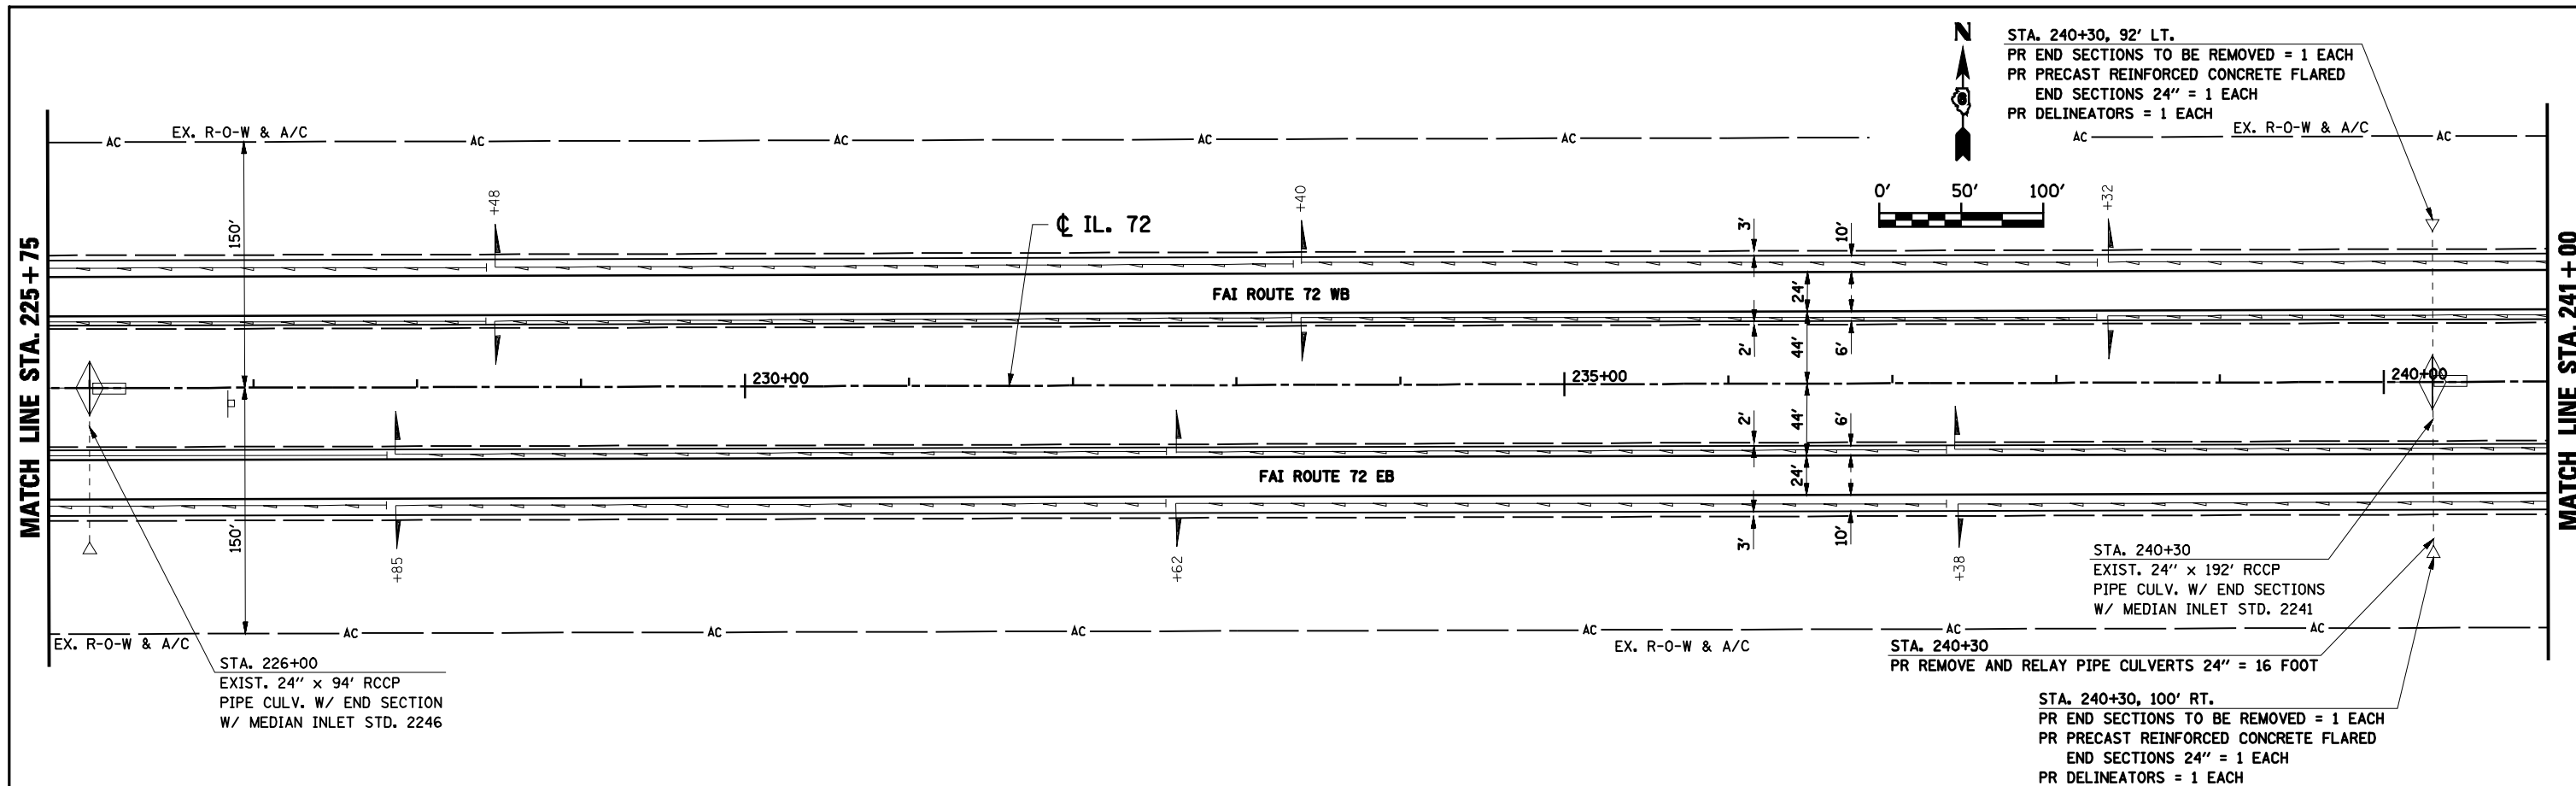 N
STA. 240+30, 92' LT.
PR END SECTIONS TO BE REMOVED = 1 EACH
PR PRECAST REINFORCED CONCRETE FLARED
END SECTIONS 24" = 1 EACH
PR DELINEATORS = 1 EACH
EX. R-O-W & A/C
AC
AC
AC
AC
AC
AC
EX. R-O-W & A/C
AC
0' 50' 100'
+48
+40
+32
150'
℄ IL. 72
3'
10'
MATCH LINE STA. 225+75
MATCH LINE STA. 241+00
FAI ROUTE 72 WB
24'
2'
44'
6'
230+00
235+00
240+00
2'
44'
6'
FAI ROUTE 72 EB
24'
150'
3'
10'
+85
+62
+38
STA. 240+30
EXIST. 24" x 192' RCCP
PIPE CULV. W/ END SECTIONS
W/ MEDIAN INLET STD. 2241
EX. R-O-W & A/C
AC
AC
AC
AC
EX. R-O-W & A/C
AC
AC
STA. 240+30
PR REMOVE AND RELAY PIPE CULVERTS 24" = 16 FOOT
STA. 226+00
EXIST. 24" x 94' RCCP
PIPE CULV. W/ END SECTION
W/ MEDIAN INLET STD. 2246
STA. 240+30, 100' RT.
PR END SECTIONS TO BE REMOVED = 1 EACH
PR PRECAST REINFORCED CONCRETE FLARED
END SECTIONS 24" = 1 EACH
PR DELINEATORS = 1 EACH